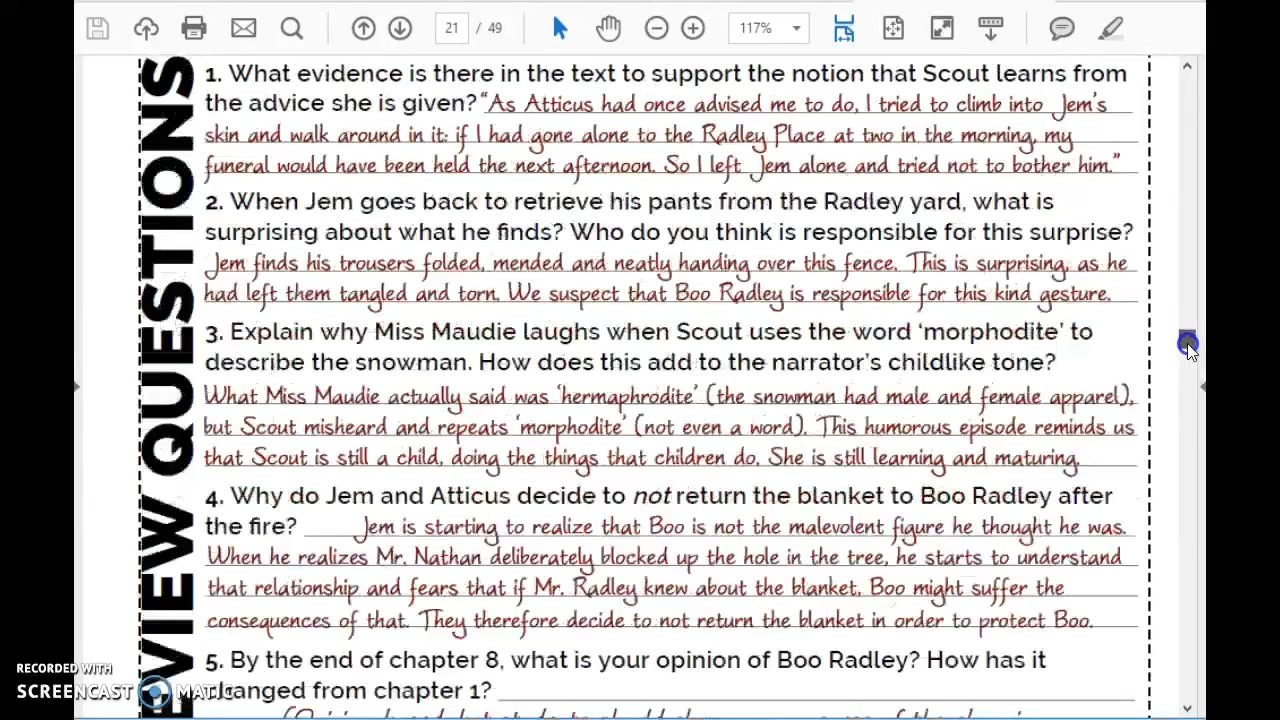 21 / 49
117%
VIEW QUESTIONS
1. What evidence is there in the text to support the notion that Scout learns from
the advice she is given? “As Atticus had once advised me to do, I tried to climb into Jem’s
skin and walk around in it: if I had gone alone to the Radley Place at two in the morning, my
funeral would have been held the next afternoon. So I left Jem alone and tried not to bother him.”
2. When Jem goes back to retrieve his pants from the Radley yard, what is
surprising about what he finds? Who do you think is responsible for this surprise?
Jem finds his trousers folded, mended and neatly handing over this fence. This is surprising, as he
had left them tangled and torn. We suspect that Boo Radley is responsible for this kind gesture.
3. Explain why Miss Maudie laughs when Scout uses the word ‘morphodite’ to
describe the snowman. How does this add to the narrator’s childlike tone?
What Miss Maudie actually said was ‘hermaphrodite’ (the snowman had male and female apparel),
but Scout misheard and repeats ‘morphodite’ (not even a word). This humorous episode reminds us
that Scout is still a child, doing the things that children do. She is still learning and maturing.
4. Why do Jem and Atticus decide to not return the blanket to Boo Radley after
the fire? Jem is starting to realize that Boo is not the malevolent figure he thought he was.
When he realizes Mr. Nathan deliberately blocked up the hole in the tree, he starts to understand
that relationship and fears that if Mr. Radley knew about the blanket, Boo might suffer the
consequences of that. They therefore decide to not return the blanket in order to protect Boo.
5. By the end of chapter 8, what is your opinion of Boo Radley? How has it
changed from chapter 1?
RECORDED WITH
SCREENCAST MATIC